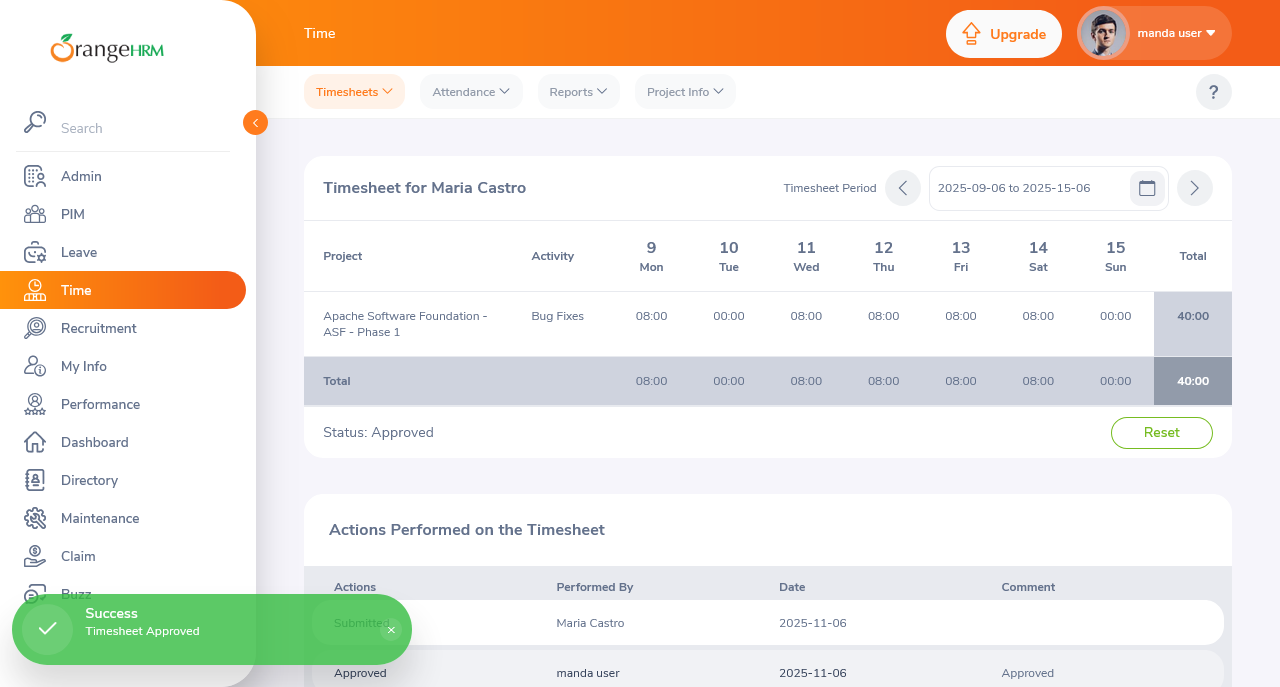 Time
Upgrade
manda user
OrangeHRM
Timesheets
Attendance
Reports
Project Info
?
Search
Admin
PIM
Leave
Time
Recruitment
My Info
Performance
Dashboard
Directory
Maintenance
Claim
Buzz
Timesheet for Maria Castro
Timesheet Period
2025-09-06 to 2025-15-06
Project Activity 9 Mon 10 Tue 11 Wed 12 Thu 13 Fri 14 Sat 15 Sun Total
Apache Software Foundation - Bug Fixes 08:00 00:00 08:00 08:00 08:00 08:00 00:00 40:00
ASF - Phase 1
Total 08:00 00:00 08:00 08:00 08:00 08:00 00:00 40:00
Status: Approved
Reset
Actions Performed on the Timesheet
Actions Performed By Date Comment
Submitted Maria Castro 2025-11-06
Approved manda user 2025-11-06 Approved
Success
Timesheet Approved